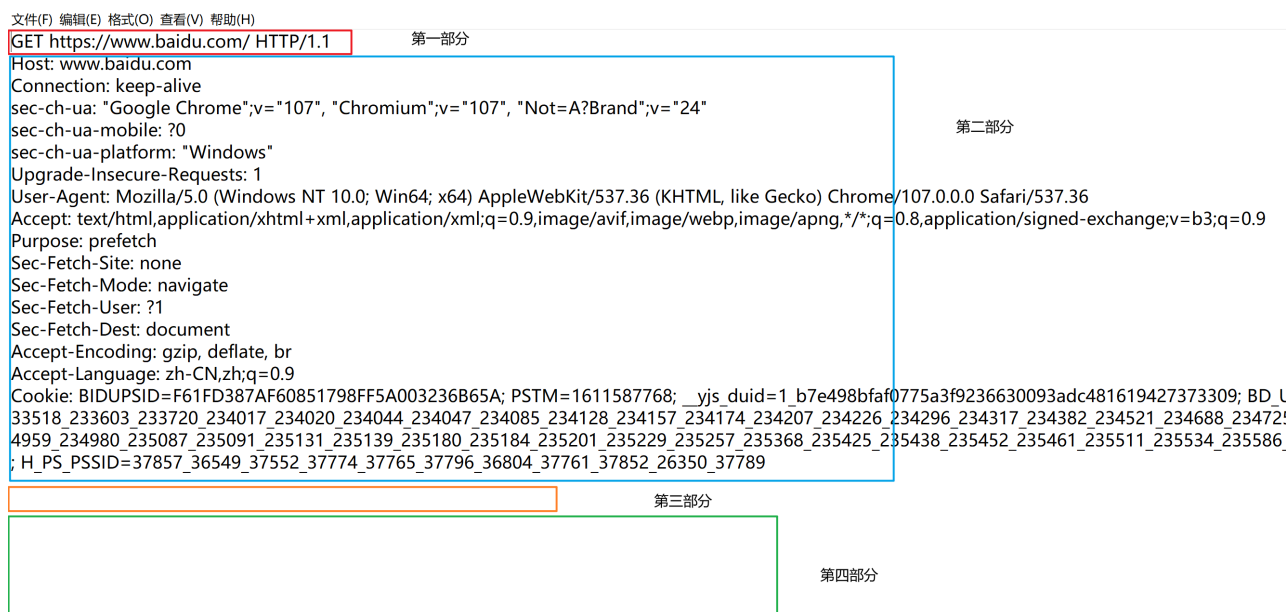 文件(F) 编辑(E) 格式(O) 查看(V) 帮助(H)
GET https://www.baidu.com/ HTTP/1.1
第一部分
Host: www.baidu.com
Connection: keep-alive
sec-ch-ua: "Google Chrome";v="107", "Chromium";v="107", "Not=A?Brand";v="24"
第二部分
sec-ch-ua-mobile: ?0
sec-ch-ua-platform: "Windows"
Upgrade-Insecure-Requests: 1
User-Agent: Mozilla/5.0 (Windows NT 10.0; Win64; x64) AppleWebKit/537.36 (KHTML, like Gecko) Chrome/107.0.0.0 Safari/537.36
Accept: text/html,application/xhtml+xml,application/xml;q=0.9,image/avif,image/webp,image/apng,*/*;q=0.8,application/signed-exchange;v=b3;q=0.9
Purpose: prefetch
Sec-Fetch-Site: none
Sec-Fetch-Mode: navigate
Sec-Fetch-User: ?1
Sec-Fetch-Dest: document
Accept-Encoding: gzip, deflate, br
Accept-Language: zh-CN,zh;q=0.9
Cookie: BIDUPSID=F61FD387AF60851798FF5A003236B65A; PSTM=1611587768; __yjs_duid=1_b7e498bfaf0775a3f9236630093adc481619427373309; BD_U
33518_233603_233720_234017_234020_234044_234047_234085_234128_234157_234174_234207_234226_234296_234317_234382_234521_234688_234725
4959_234980_235087_235091_235131_235139_235180_235184_235201_235229_235257_235368_235425_235438_235452_235461_235511_235534_235586_
; H_PS_PSSID=37857_36549_37552_37774_37765_37796_36804_37761_37852_26350_37789
第三部分
第四部分